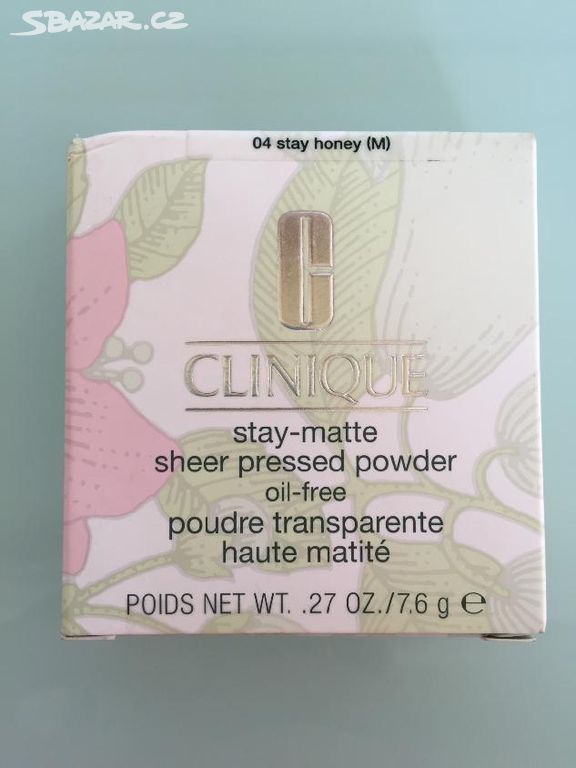 SBAZAR.CZ
04 stay honey (M)
CLINIQUE
stay-matte
sheer pressed powder
oil-free
poudre transparente
haute matité
POIDS NET WT. .27 OZ./7.6 g ℮